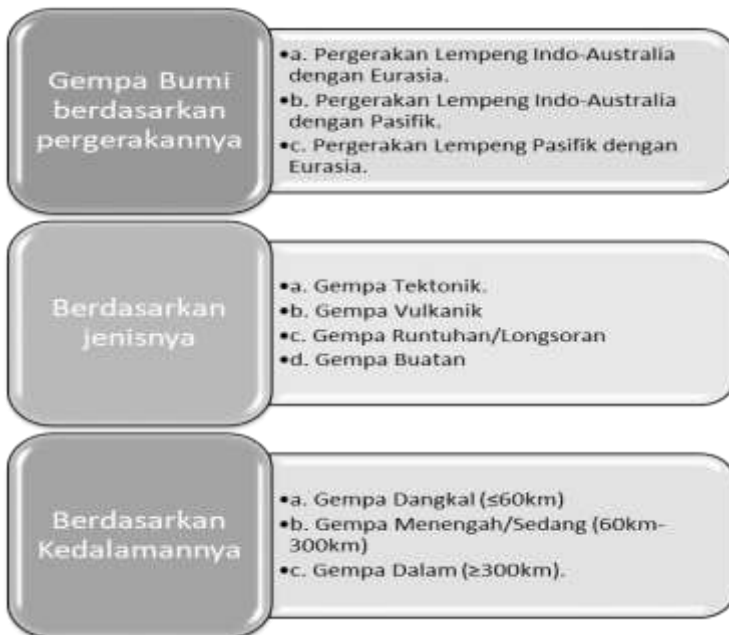 Gempa Bumi
berdasarkan
pergerakannya
•a. Pergerakan Lempeng Indo-Australia
dengan Eurasia.
•b. Pergerakan Lempeng Indo-Australia
dengan Pasifik.
•c. Pergerakan Lempeng Pasifik dengan
Eurasia.
Berdasarkan
jenisnya
•a. Gempa Tektonik.
•b. Gempa Vulkanik
•c. Gempa Runtuhan/Longsoran
•d. Gempa Buatan
Berdasarkan
Kedalamannya
•a. Gempa Dangkal (≤60km)
•b. Gempa Menengah/Sedang (60km-
300km)
•c. Gempa Dalam (≥300km).